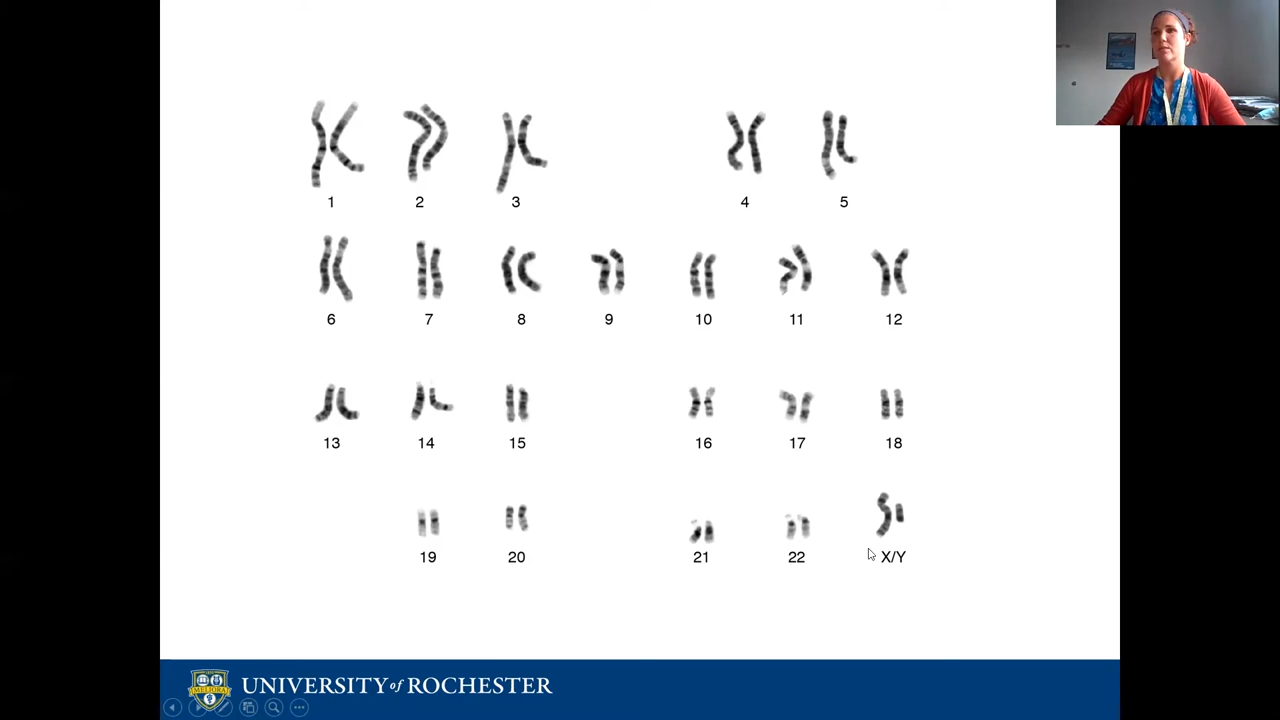 1 2 3 4 5
6 7 8 9 10 11 12
13 14 15 16 17 18
19 20 21 22 X/Y
MELIORA
UNIVERSITY of ROCHESTER